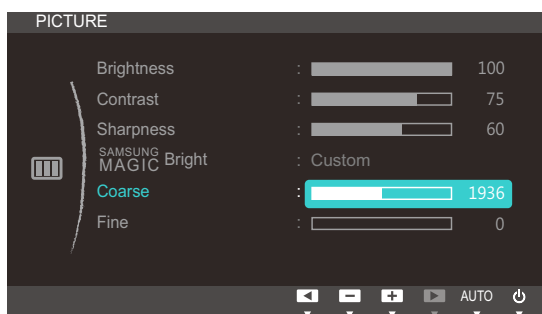 PICTURE
Brightness : 100
Contrast : 75
Sharpness : 60
SAMSUNG MAGIC Bright : Custom
Coarse : 1936
Fine : 0
AUTO